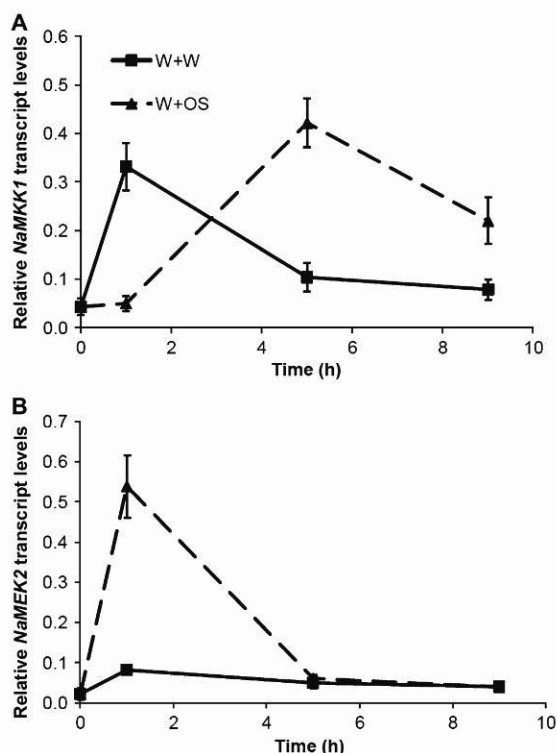 A
Relative NaMKK1 transcript levels
0.6
0.5
0.4
0.3
0.2
0.1
0.0
W+W
W+OS
0 2 4 6 8 10
Time (h)
B
Relative NaMEK2 transcript levels
0.7
0.6
0.5
0.4
0.3
0.2
0.1
0.0
0 2 4 6 8 10
Time (h)